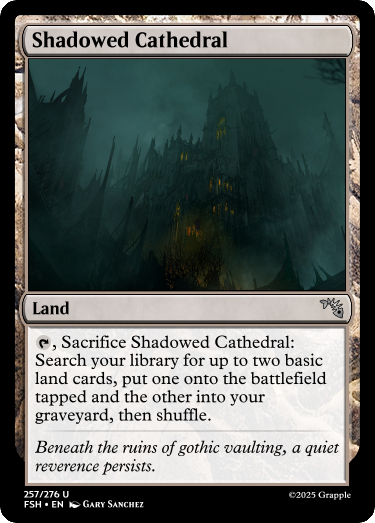 Shadowed Cathedral
Land
, Sacrifice Shadowed Cathedral:
Search your library for up to two basic
land cards, put one onto the battlefield
tapped and the other into your
graveyard, then shuffle.
Beneath the ruins of gothic vaulting, a quiet
reverence persists.
257/276 U
FSH • EN Gary Sanchez
©2025 Grapple